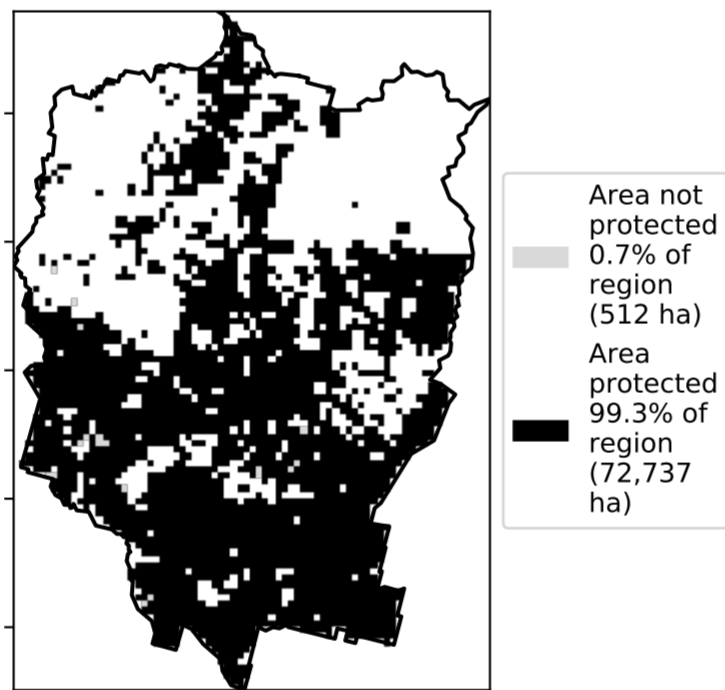 Area not
protected
0.7% of
region
(512 ha)
Area
protected
99.3% of
region
(72,737
ha)